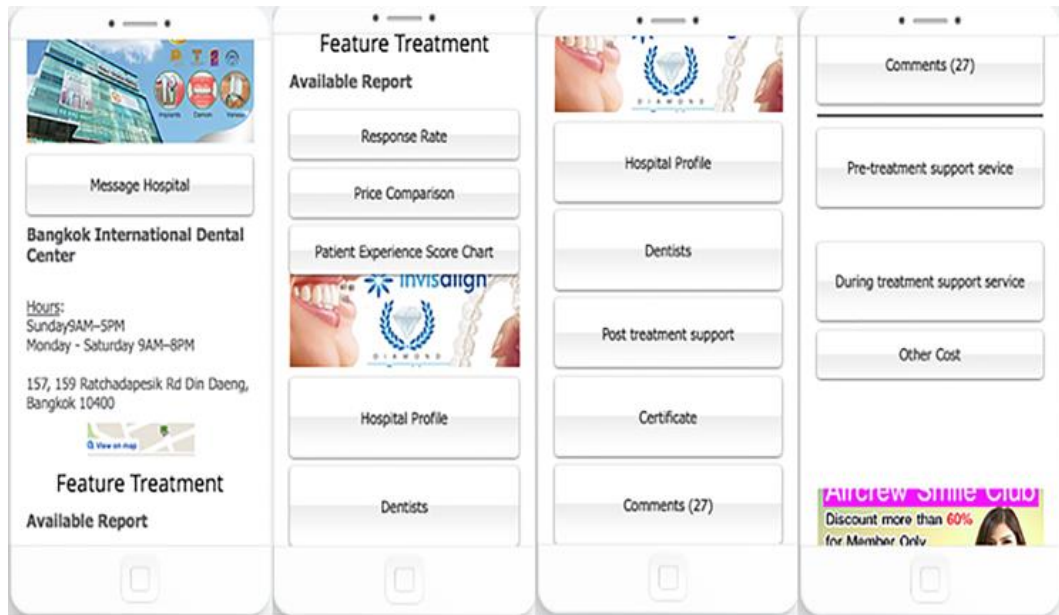 Implants
Damon
Veneer
Message Hospital
Bangkok International Dental
Center
Hours:
Sunday9AM–5PM
Monday - Saturday 9AM–8PM
157, 159 Ratchadapesik Rd Din Daeng,
Bangkok 10400
View on map
Feature Treatment
Available Report
Feature Treatment
Available Report
Response Rate
Price Comparison
Patient Experience Score Chart
invisalign
DIAMOND
Hospital Profile
Dentists
DIAMOND
Hospital Profile
Dentists
Post treatment support
Certificate
Comments (27)
Comments (27)
Pre-treatment support sevice
During treatment support service
Other Cost
Aircrew Smile Club
Discount more than 60%
for Member Only